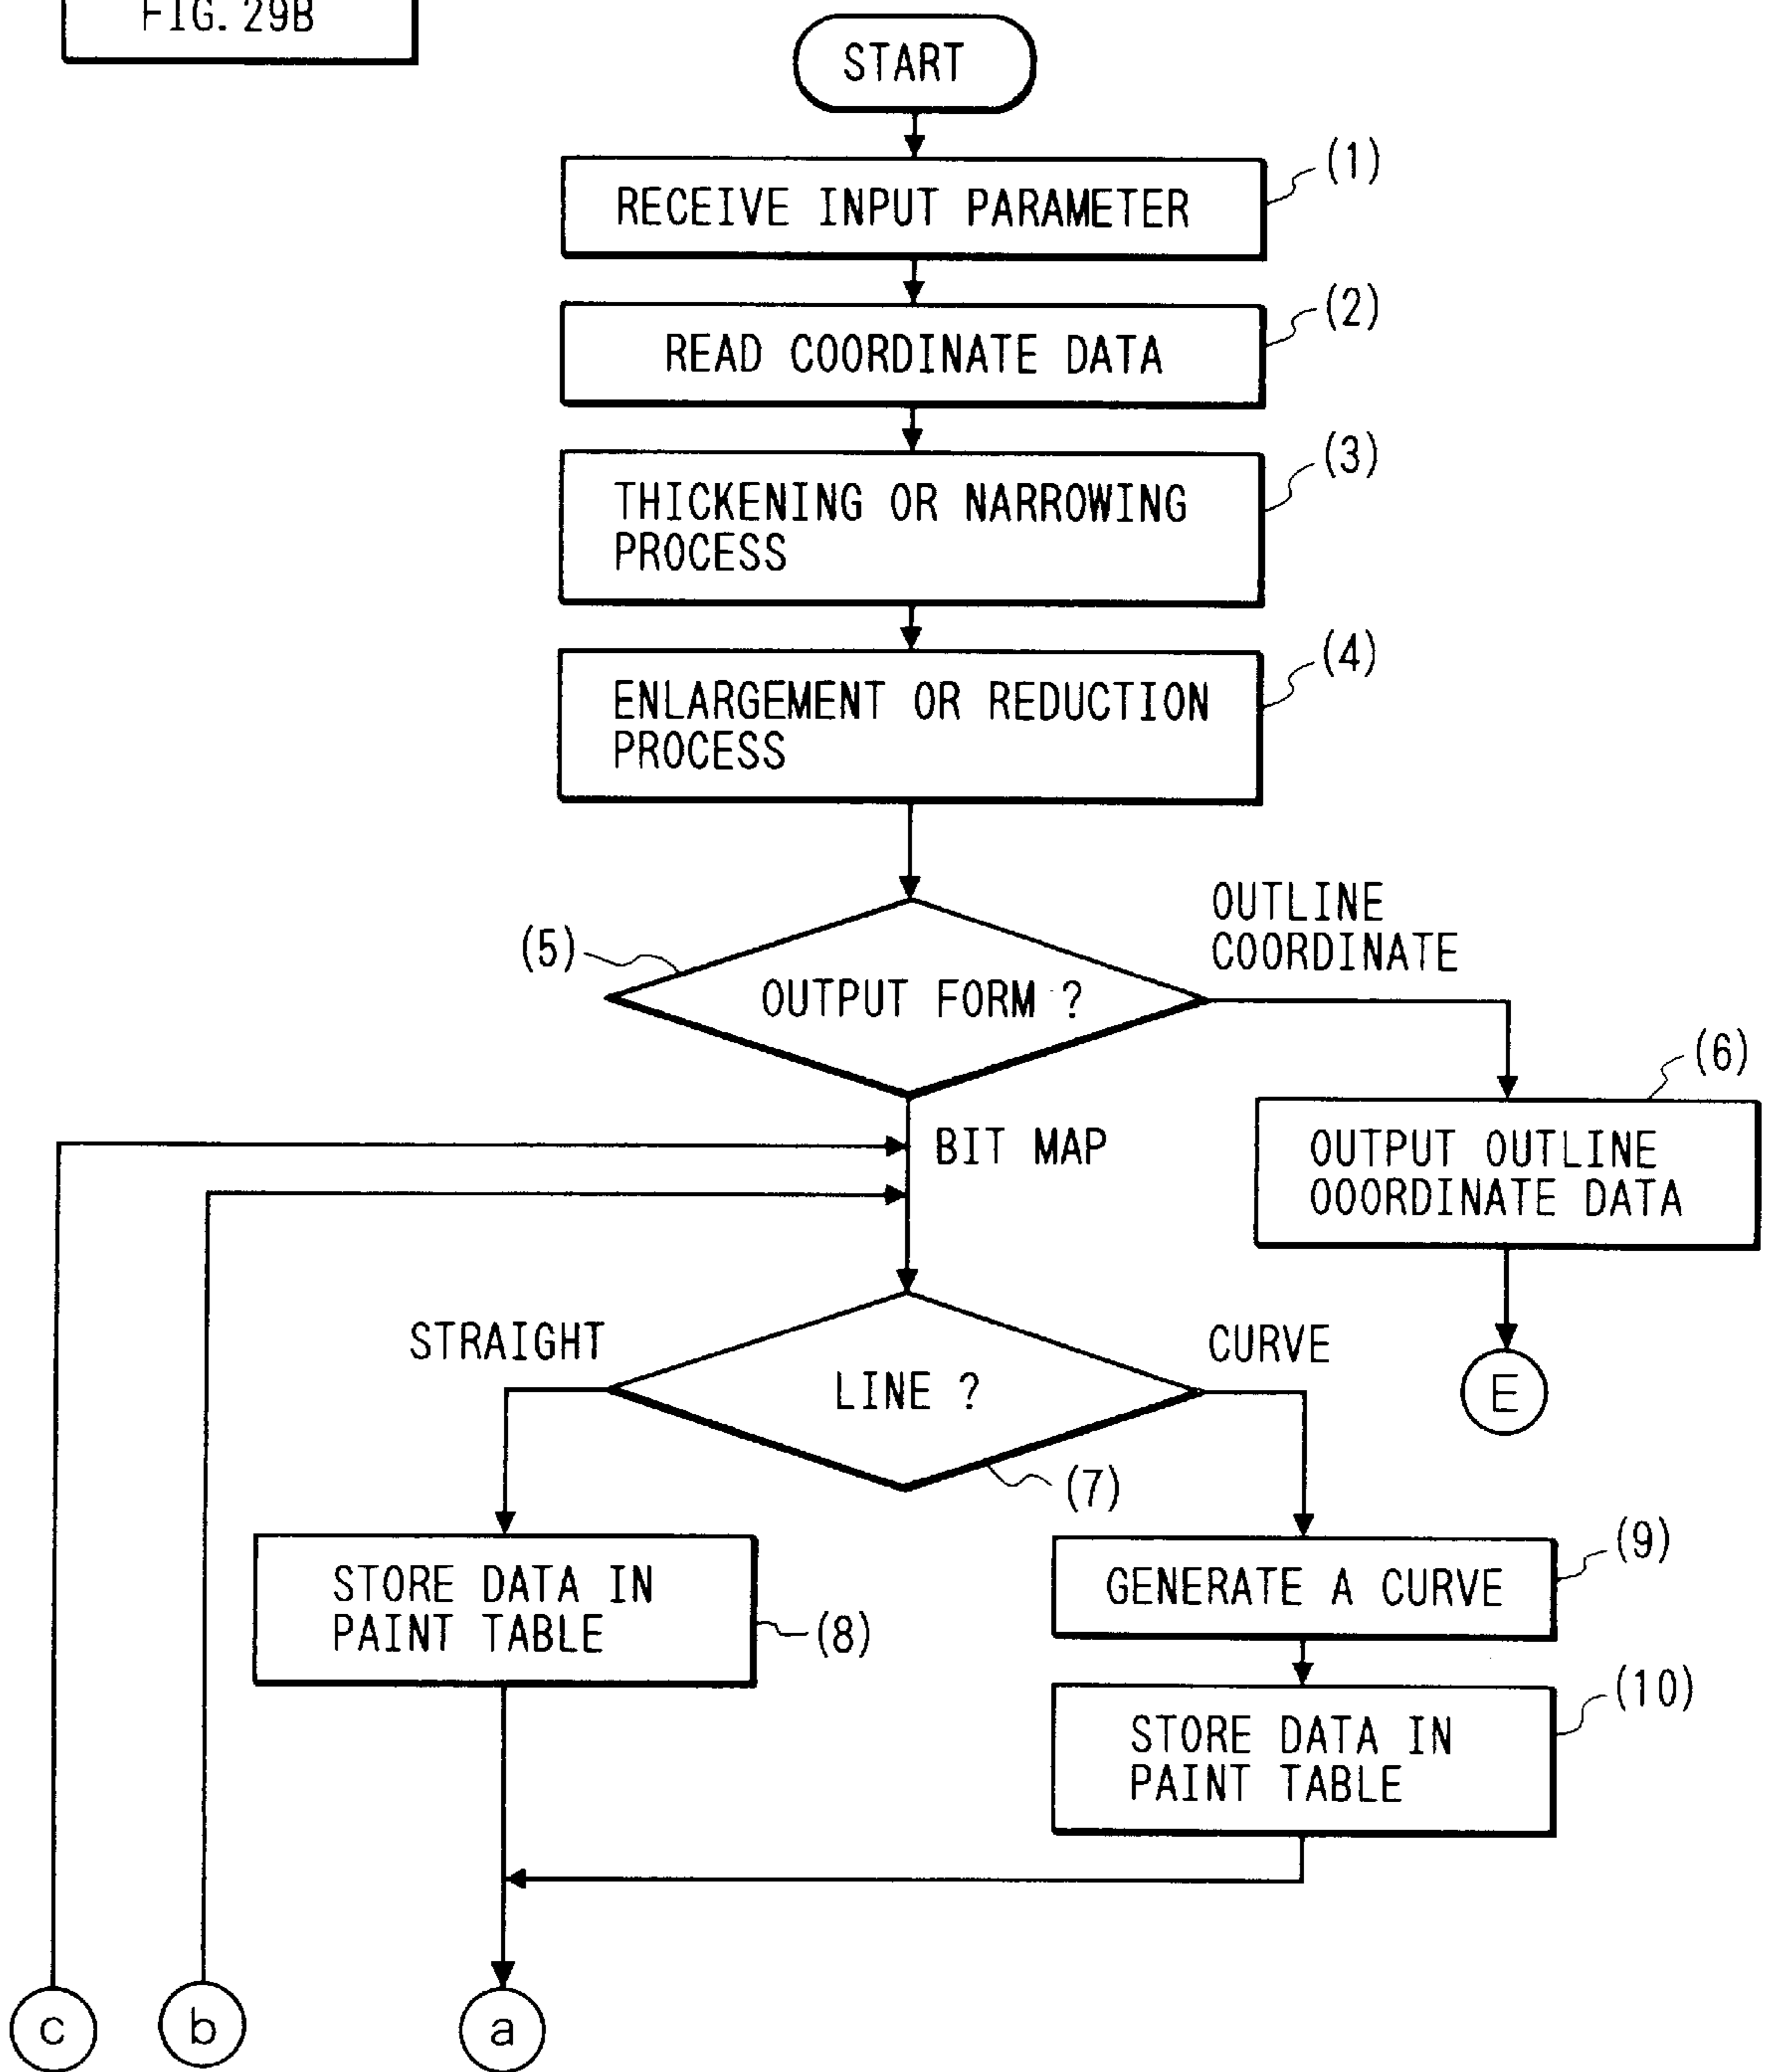 FIG. 29B
START
RECEIVE INPUT PARAMETER
(1)
READ COORDINATE DATA
(2)
THICKENING OR NARROWING
PROCESS
(3)
ENLARGEMENT OR REDUCTION
PROCESS
(4)
OUTLINE
COORDINATE
(5)
OUTPUT FORM ?
(6)
BIT MAP
OUTPUT OUTLINE
OOORDINATE DATA
STRAIGHT
CURVE
LINE ?
E
(7)
STORE DATA IN
PAINT TABLE
(8)
GENERATE A CURVE
(9)
STORE DATA IN
PAINT TABLE
(10)
c
b
a